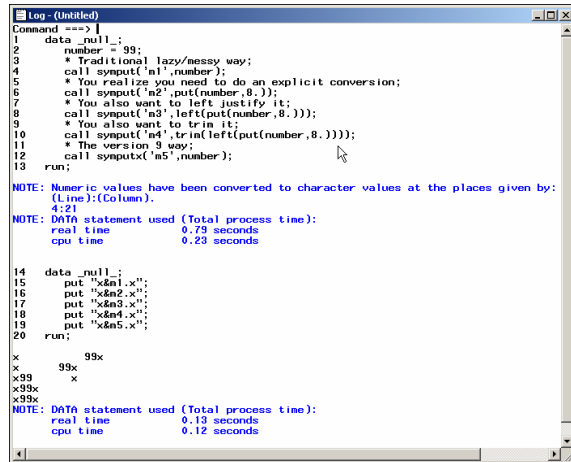 Log - (Untitled)
Command ===>
1    data _null_;
2       number = 99;
3       * Traditional lazy/messy way;
4       call symput('m1',number);
5       * You realize you need to do an explicit conversion;
6       call symput('m2',put(number,8.));
7       * You also want to left justify it;
8       call symput('m3',left(put(number,8.)));
9       * You also want to trim it;
10      call symput('m4',trim(left(put(number,8.))));
11      * The version 9 way;
12      call symputx('m5',number);
13   run;
NOTE: Numeric values have been converted to character values at the places given by:
      (Line):(Column).
      4:21
NOTE: DATA statement used (Total process time):
      real time           0.79 seconds
      cpu time            0.23 seconds
14   data _null_;
15      put "x&m1.x";
16      put "x&m2.x";
17      put "x&m3.x";
18      put "x&m4.x";
19      put "x&m5.x";
20   run;
x          99x
x      99x
x99      x
x99x
x99x
NOTE: DATA statement used (Total process time):
      real time           0.13 seconds
      cpu time            0.12 seconds